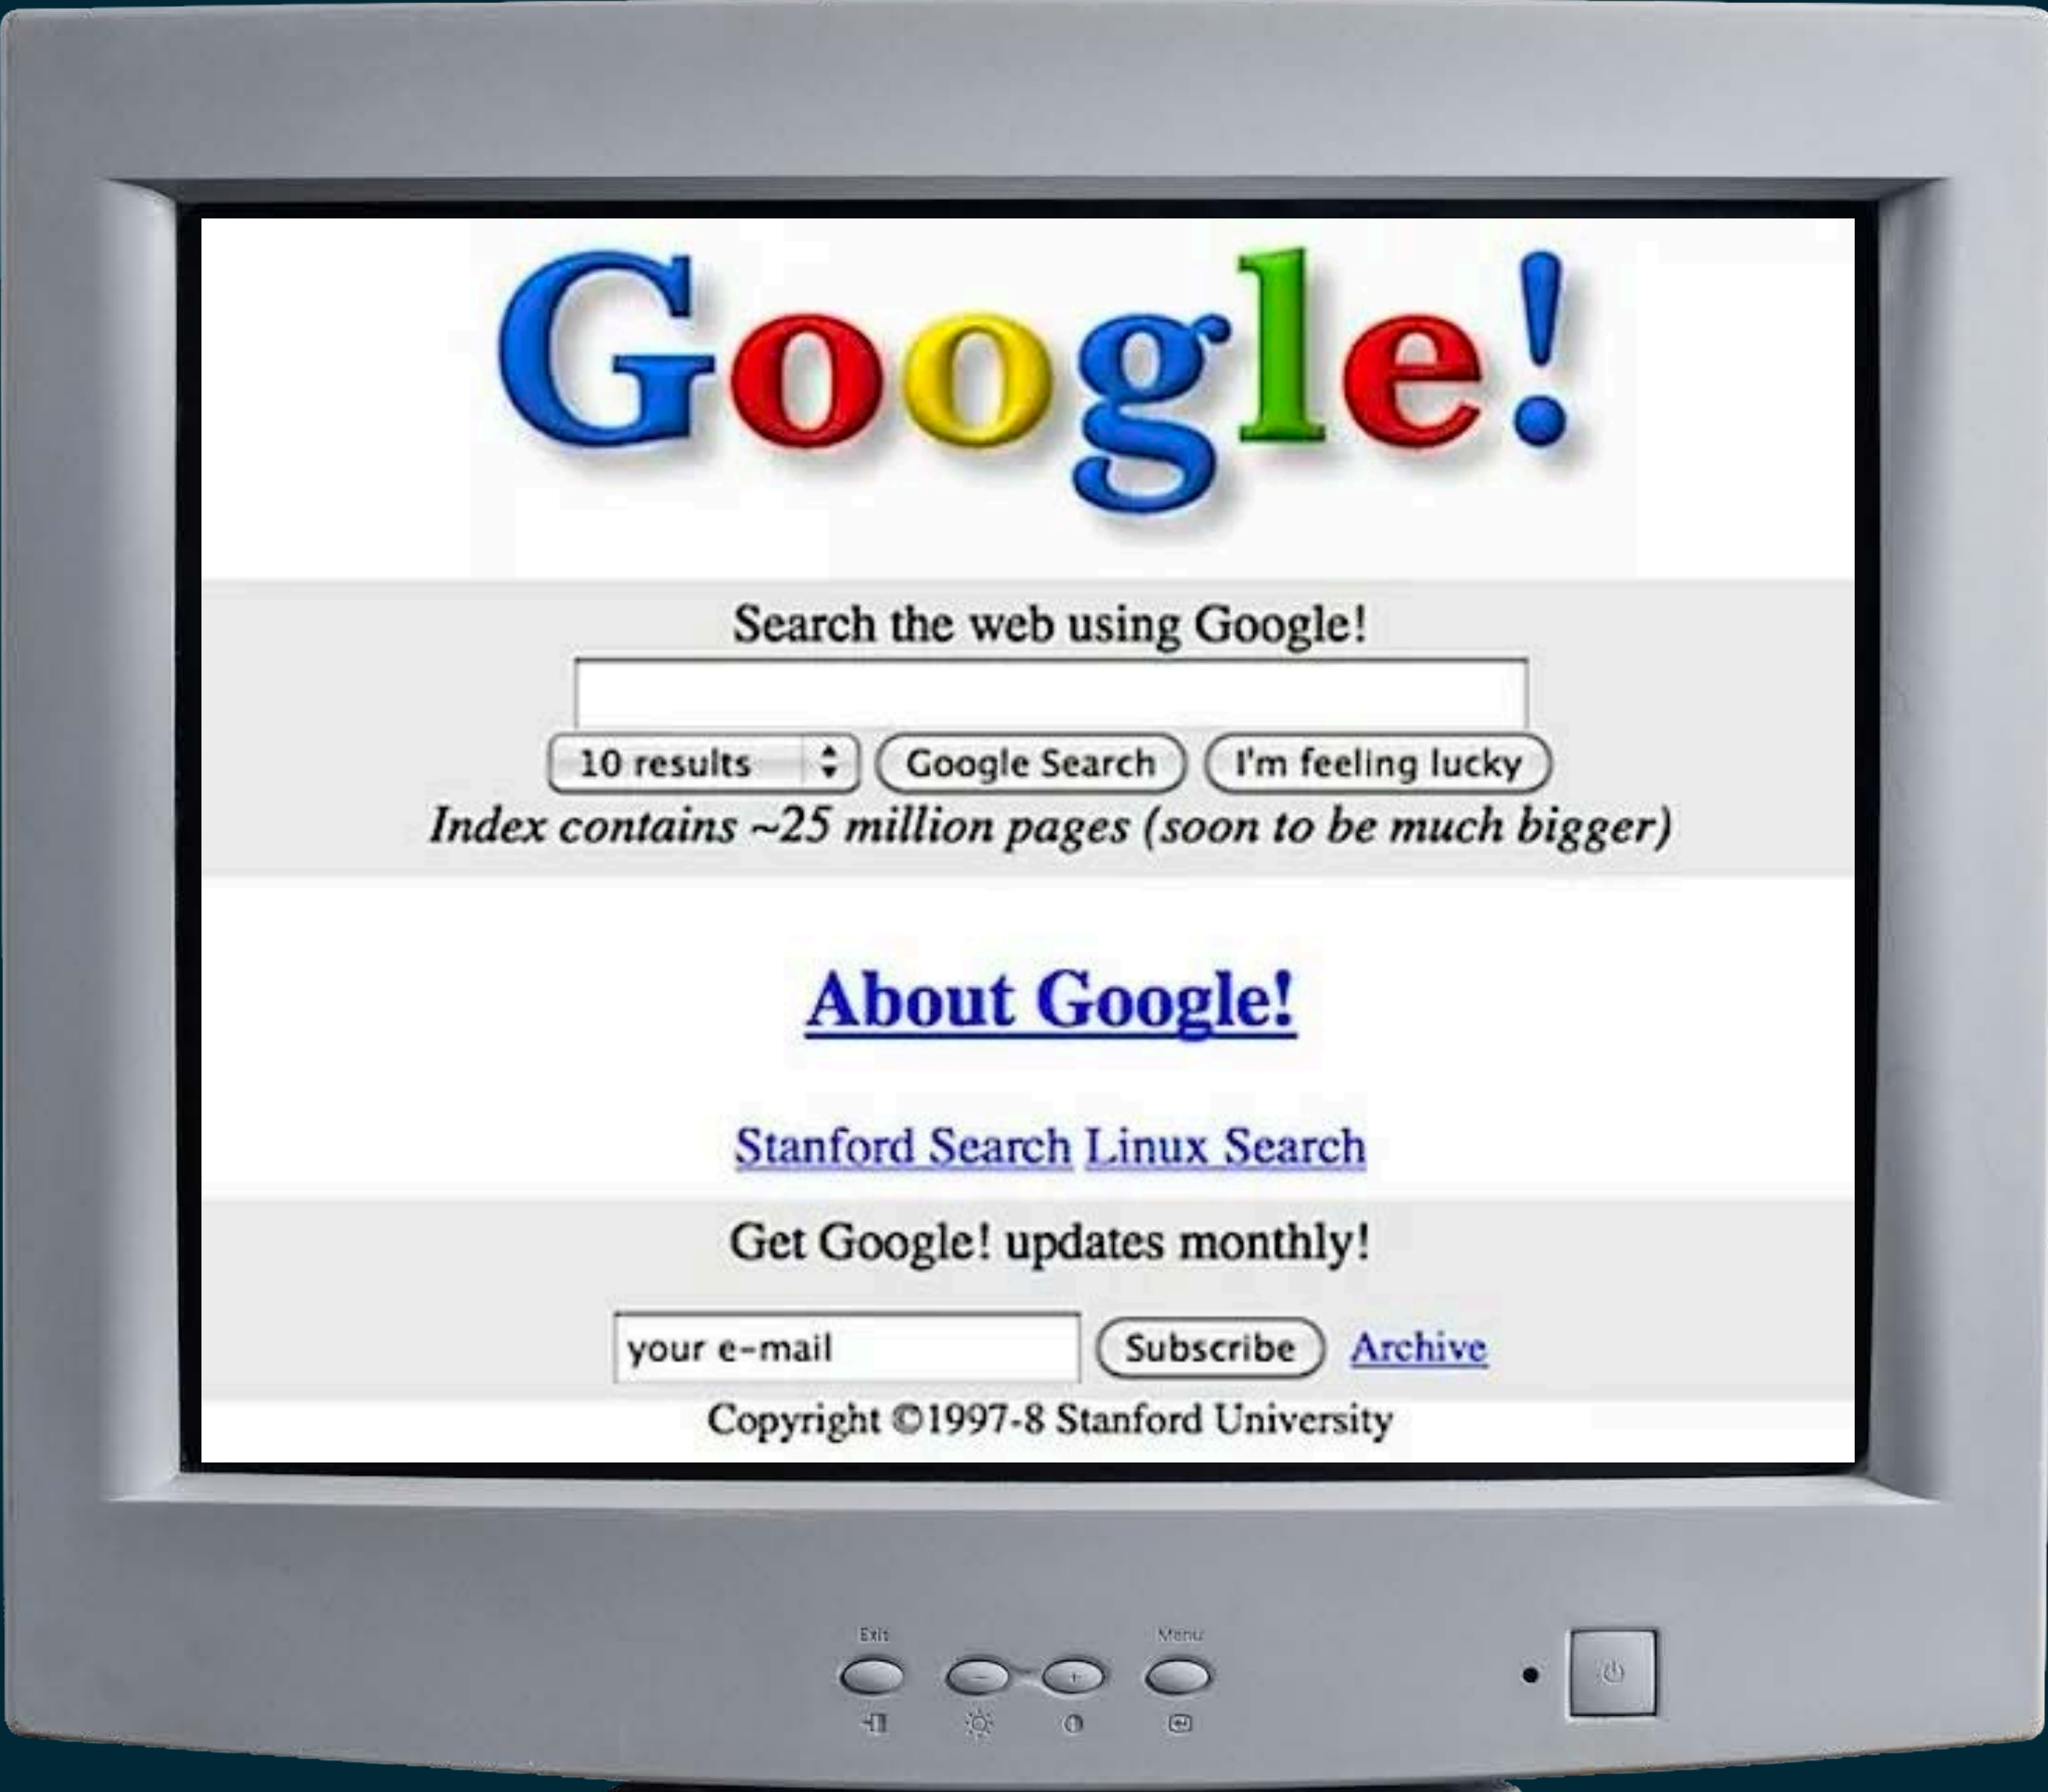 Google!
Search the web using Google!
10 results Google Search I'm feeling lucky
Index contains ~25 million pages (soon to be much bigger)
About Google!
Stanford Search Linux Search
Get Google! updates monthly!
your e-mail Subscribe Archive
Copyright ©1997-8 Stanford University
Exit Menu